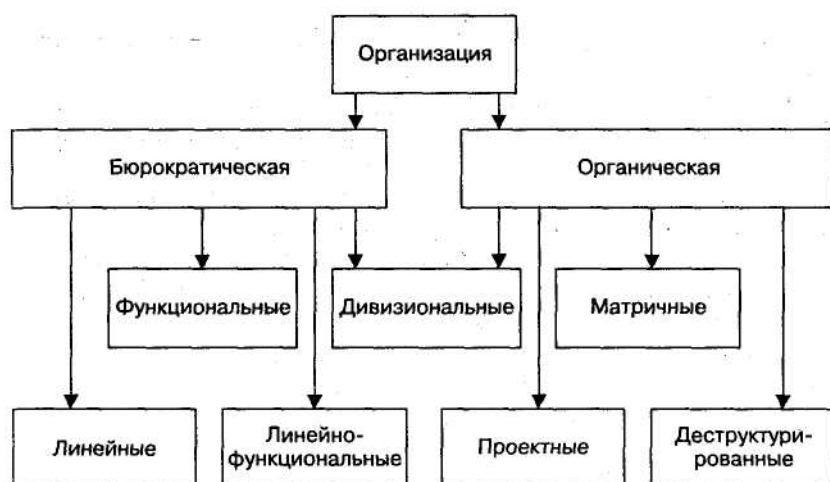 Организация
Бюрократическая
Органическая
Функциональные
Дивизиональные
Матричные
Линейные
Линейно-
функциональные
Проектные
Деструктури-
рованные